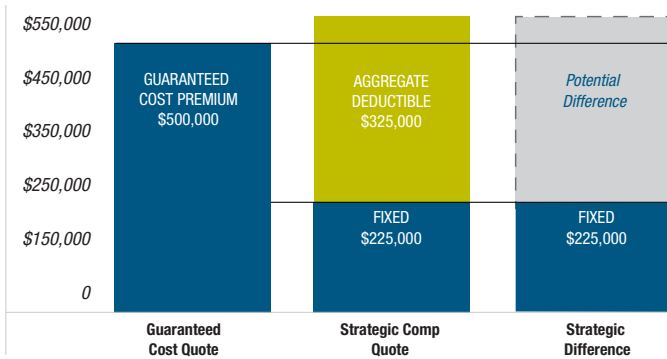 $550,000
$450,000
$350,000
$250,000
$150,000
0
GUARANTEED
COST PREMIUM
$500,000
AGGREGATE
DEDUCTIBLE
$325,000
FIXED
$225,000
Potential
Difference
FIXED
$225,000
Guaranteed
Cost Quote
Strategic Comp
Quote
Strategic
Difference